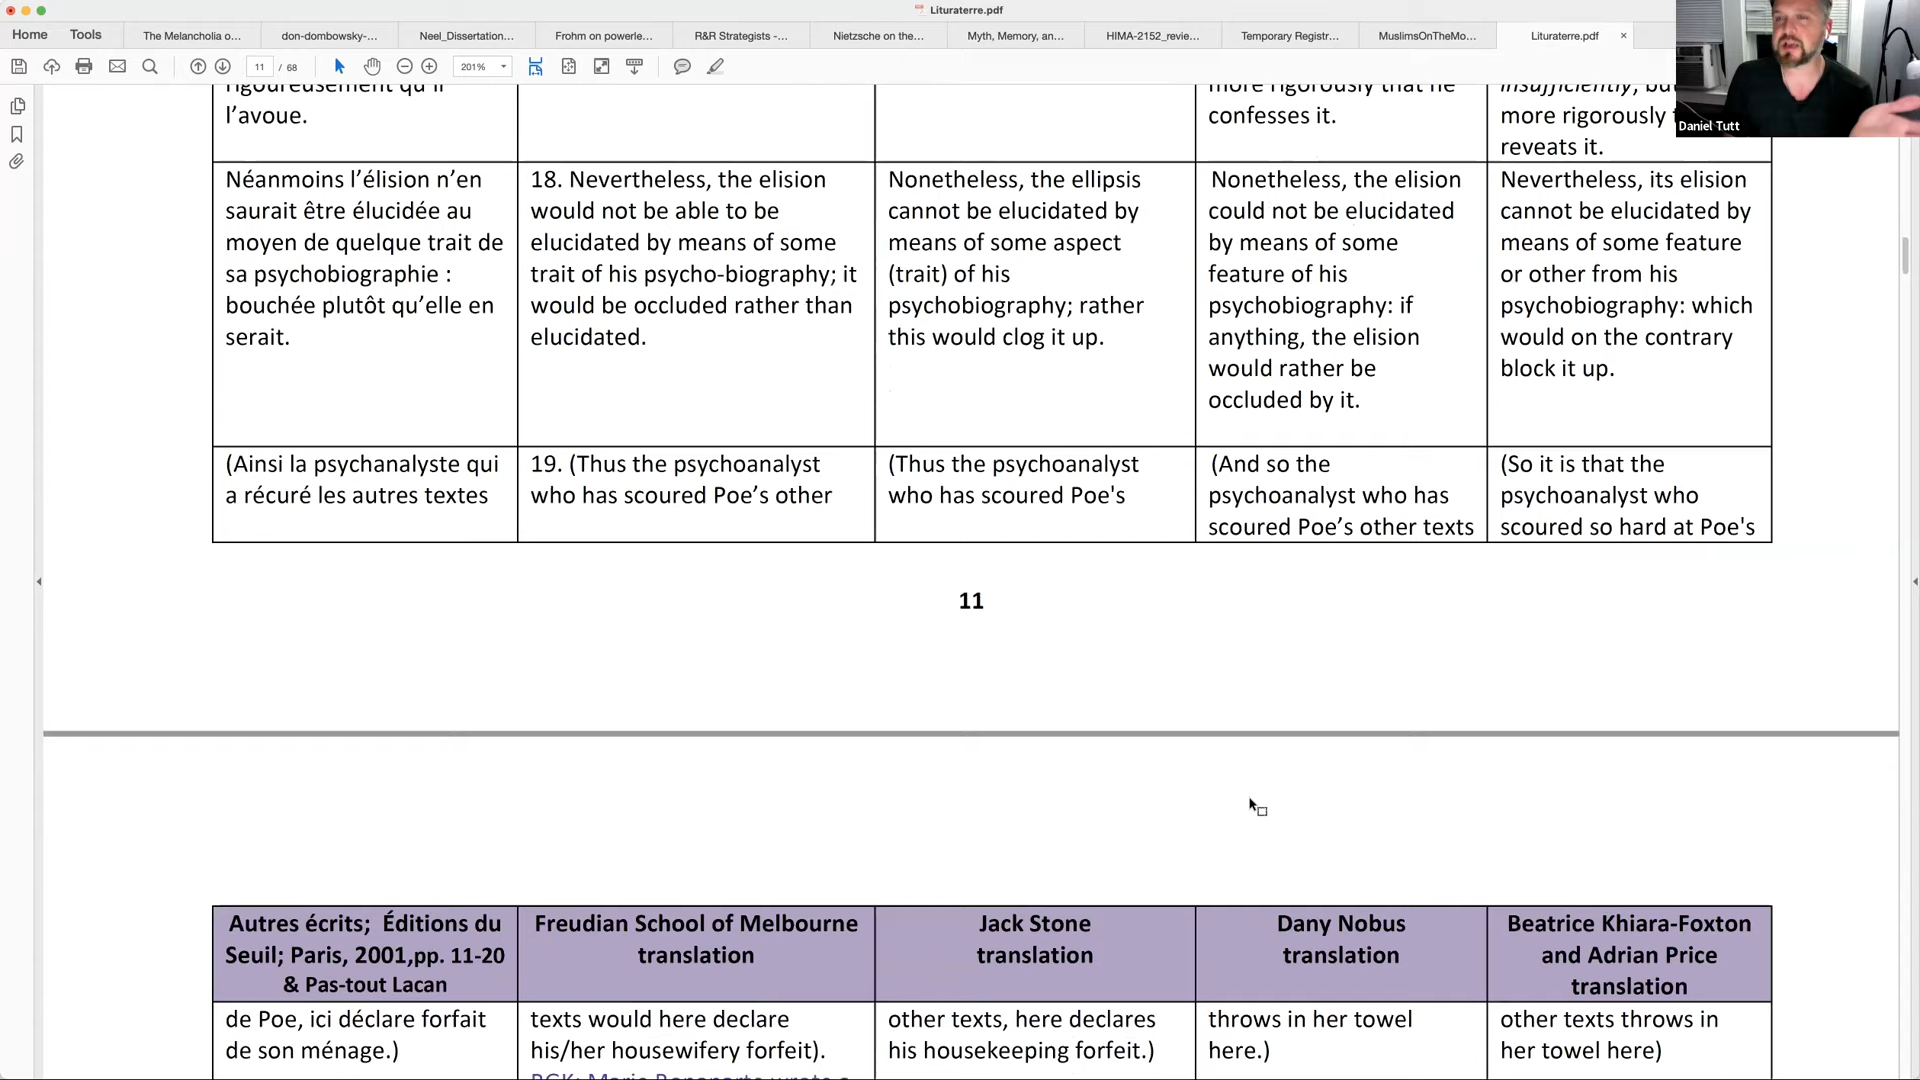 Lituraterre.pdf
Home Tools The Melancholia o... don-dombowsky-... Neel_Dissertation... Frohm on powerle... R&R Strategists -... Nietzsche on the... Myth, Memory, an... HIMA-2152_revie... Temporary Registr... MuslimsOnTheMo... Lituraterre.pdf
11 / 68 201%
Daniel Tutt
rigoureusement qu'il
l'avoue.
more rigorously that he
confesses it.
insufficiently, bu
more rigorously
reveats it.
Néanmoins l'élision n'en
saurait être élucidée au
moyen de quelque trait de
sa psychobiographie :
bouchée plutôt qu'elle en
serait.
18. Nevertheless, the elision
would not be able to be
elucidated by means of some
trait of his psycho-biography; it
would be occluded rather than
elucidated.
Nonetheless, the ellipsis
cannot be elucidated by
means of some aspect
(trait) of his
psychobiography; rather
this would clog it up.
Nonetheless, the elision
could not be elucidated
by means of some
feature of his
psychobiography: if
anything, the elision
would rather be
occluded by it.
Nevertheless, its elision
cannot be elucidated by
means of some feature
or other from his
psychobiography: which
would on the contrary
block it up.
(Ainsi la psychanalyste qui
a récuré les autres textes
19. (Thus the psychoanalyst
who has scoured Poe's other
(Thus the psychoanalyst
who has scoured Poe's
(And so the
psychoanalyst who has
scoured Poe's other texts
(So it is that the
psychoanalyst who
scoured so hard at Poe's
11
Autres écrits; Éditions du
Seuil; Paris, 2001,pp. 11-20
& Pas-tout Lacan
Freudian School of Melbourne
translation
Jack Stone
translation
Dany Nobus
translation
Beatrice Khiara-Foxton
and Adrian Price
translation
de Poe, ici déclare forfait
de son ménage.)
texts would here declare
his/her housewifery forfeit).
other texts, here declares
his housekeeping forfeit.)
throws in her towel
here.)
other texts throws in
her towel here)